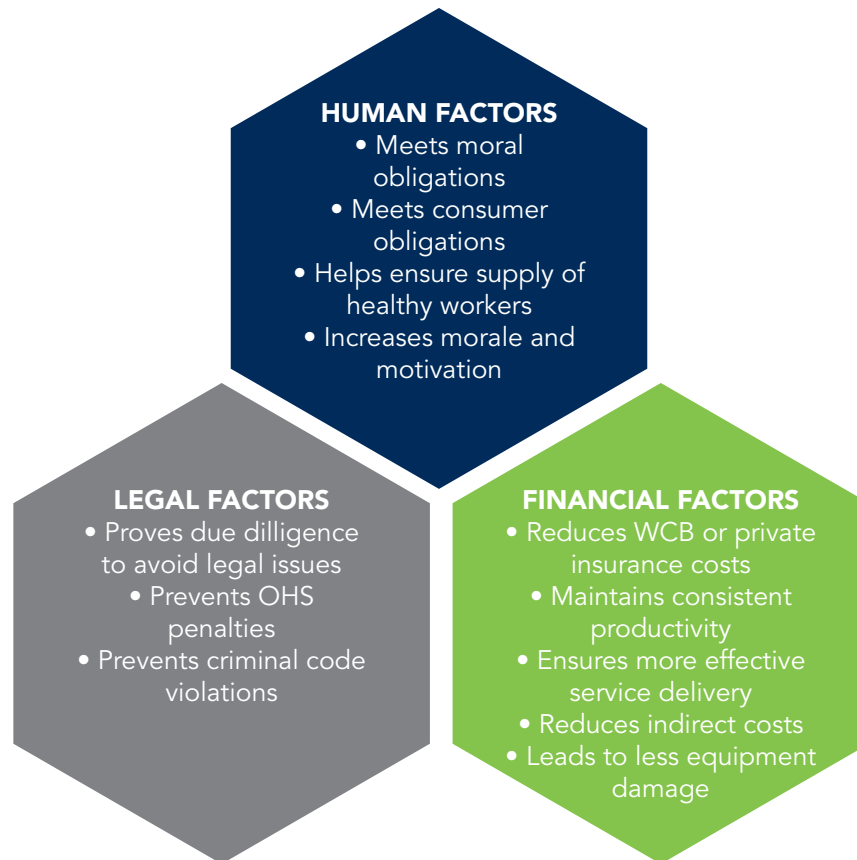 HUMAN FACTORS
• Meets moral
obligations
• Meets consumer
obligations
• Helps ensure supply of
healthy workers
• Increases morale and
motivation
LEGAL FACTORS
• Proves due dilligence
to avoid legal issues
• Prevents OHS
penalties
• Prevents criminal code
violations
FINANCIAL FACTORS
• Reduces WCB or private
insurance costs
• Maintains consistent
productivity
• Ensures more effective
service delivery
• Reduces indirect costs
• Leads to less equipment
damage